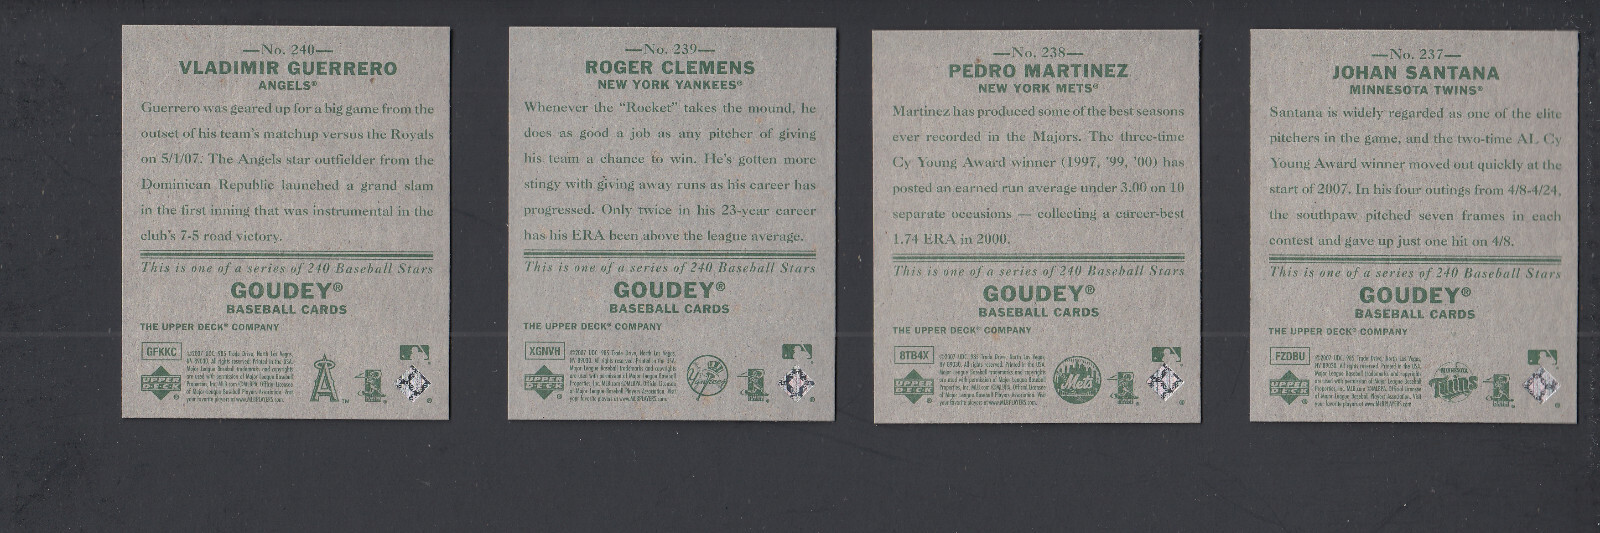 —No. 240—
VLADIMIR GUERRERO
ANGELS®
Guerrero was geared up for a big game from the
outset of his team's matchup versus the Royals
on 5/1/07. The Angels star outfielder from the
Dominican Republic launched a grand slam
in the first inning that was instrumental in the
club's 7-5 road victory.
This is one of a series of 240 Baseball Stars
GOUDEY®
BASEBALL CARDS
THE UPPER DECK® COMPANY
GFKKC
UPPER DECK
—No. 239—
ROGER CLEMENS
NEW YORK YANKEES®
Whenever the "Rocket" takes the mound, he
does as good a job as any pitcher of giving
his team a chance to win. He's gotten more
stingy with giving away runs as his career has
progressed. Only twice in his 23-year career
has his ERA been above the league average.
This is one of a series of 240 Baseball Stars
GOUDEY®
BASEBALL CARDS
THE UPPER DECK® COMPANY
XGNVH
UPPER DECK
Yankees
—No. 238—
PEDRO MARTINEZ
NEW YORK METS®
Martinez has produced some of the best seasons
ever recorded in the Majors. The three-time
Cy Young Award winner (1997, '99, '00) has
posted an earned run average under 3.00 on 10
separate occasions — collecting a career-best
1.74 ERA in 2000.
This is one of a series of 240 Baseball Stars
GOUDEY®
BASEBALL CARDS
THE UPPER DECK® COMPANY
8TB4X
UPPER DECK
Mets
—No. 237—
JOHAN SANTANA
MINNESOTA TWINS®
Santana is widely regarded as one of the elite
pitchers in the game, and the two-time AL Cy
Young Award winner moved out quickly at the
start of 2007. In his four outings from 4/8-4/24,
the southpaw pitched seven frames in each
contest and gave up just one hit on 4/8.
This is one of a series of 240 Baseball Stars
GOUDEY®
BASEBALL CARDS
THE UPPER DECK® COMPANY
FZDBU
UPPER DECK
Twins